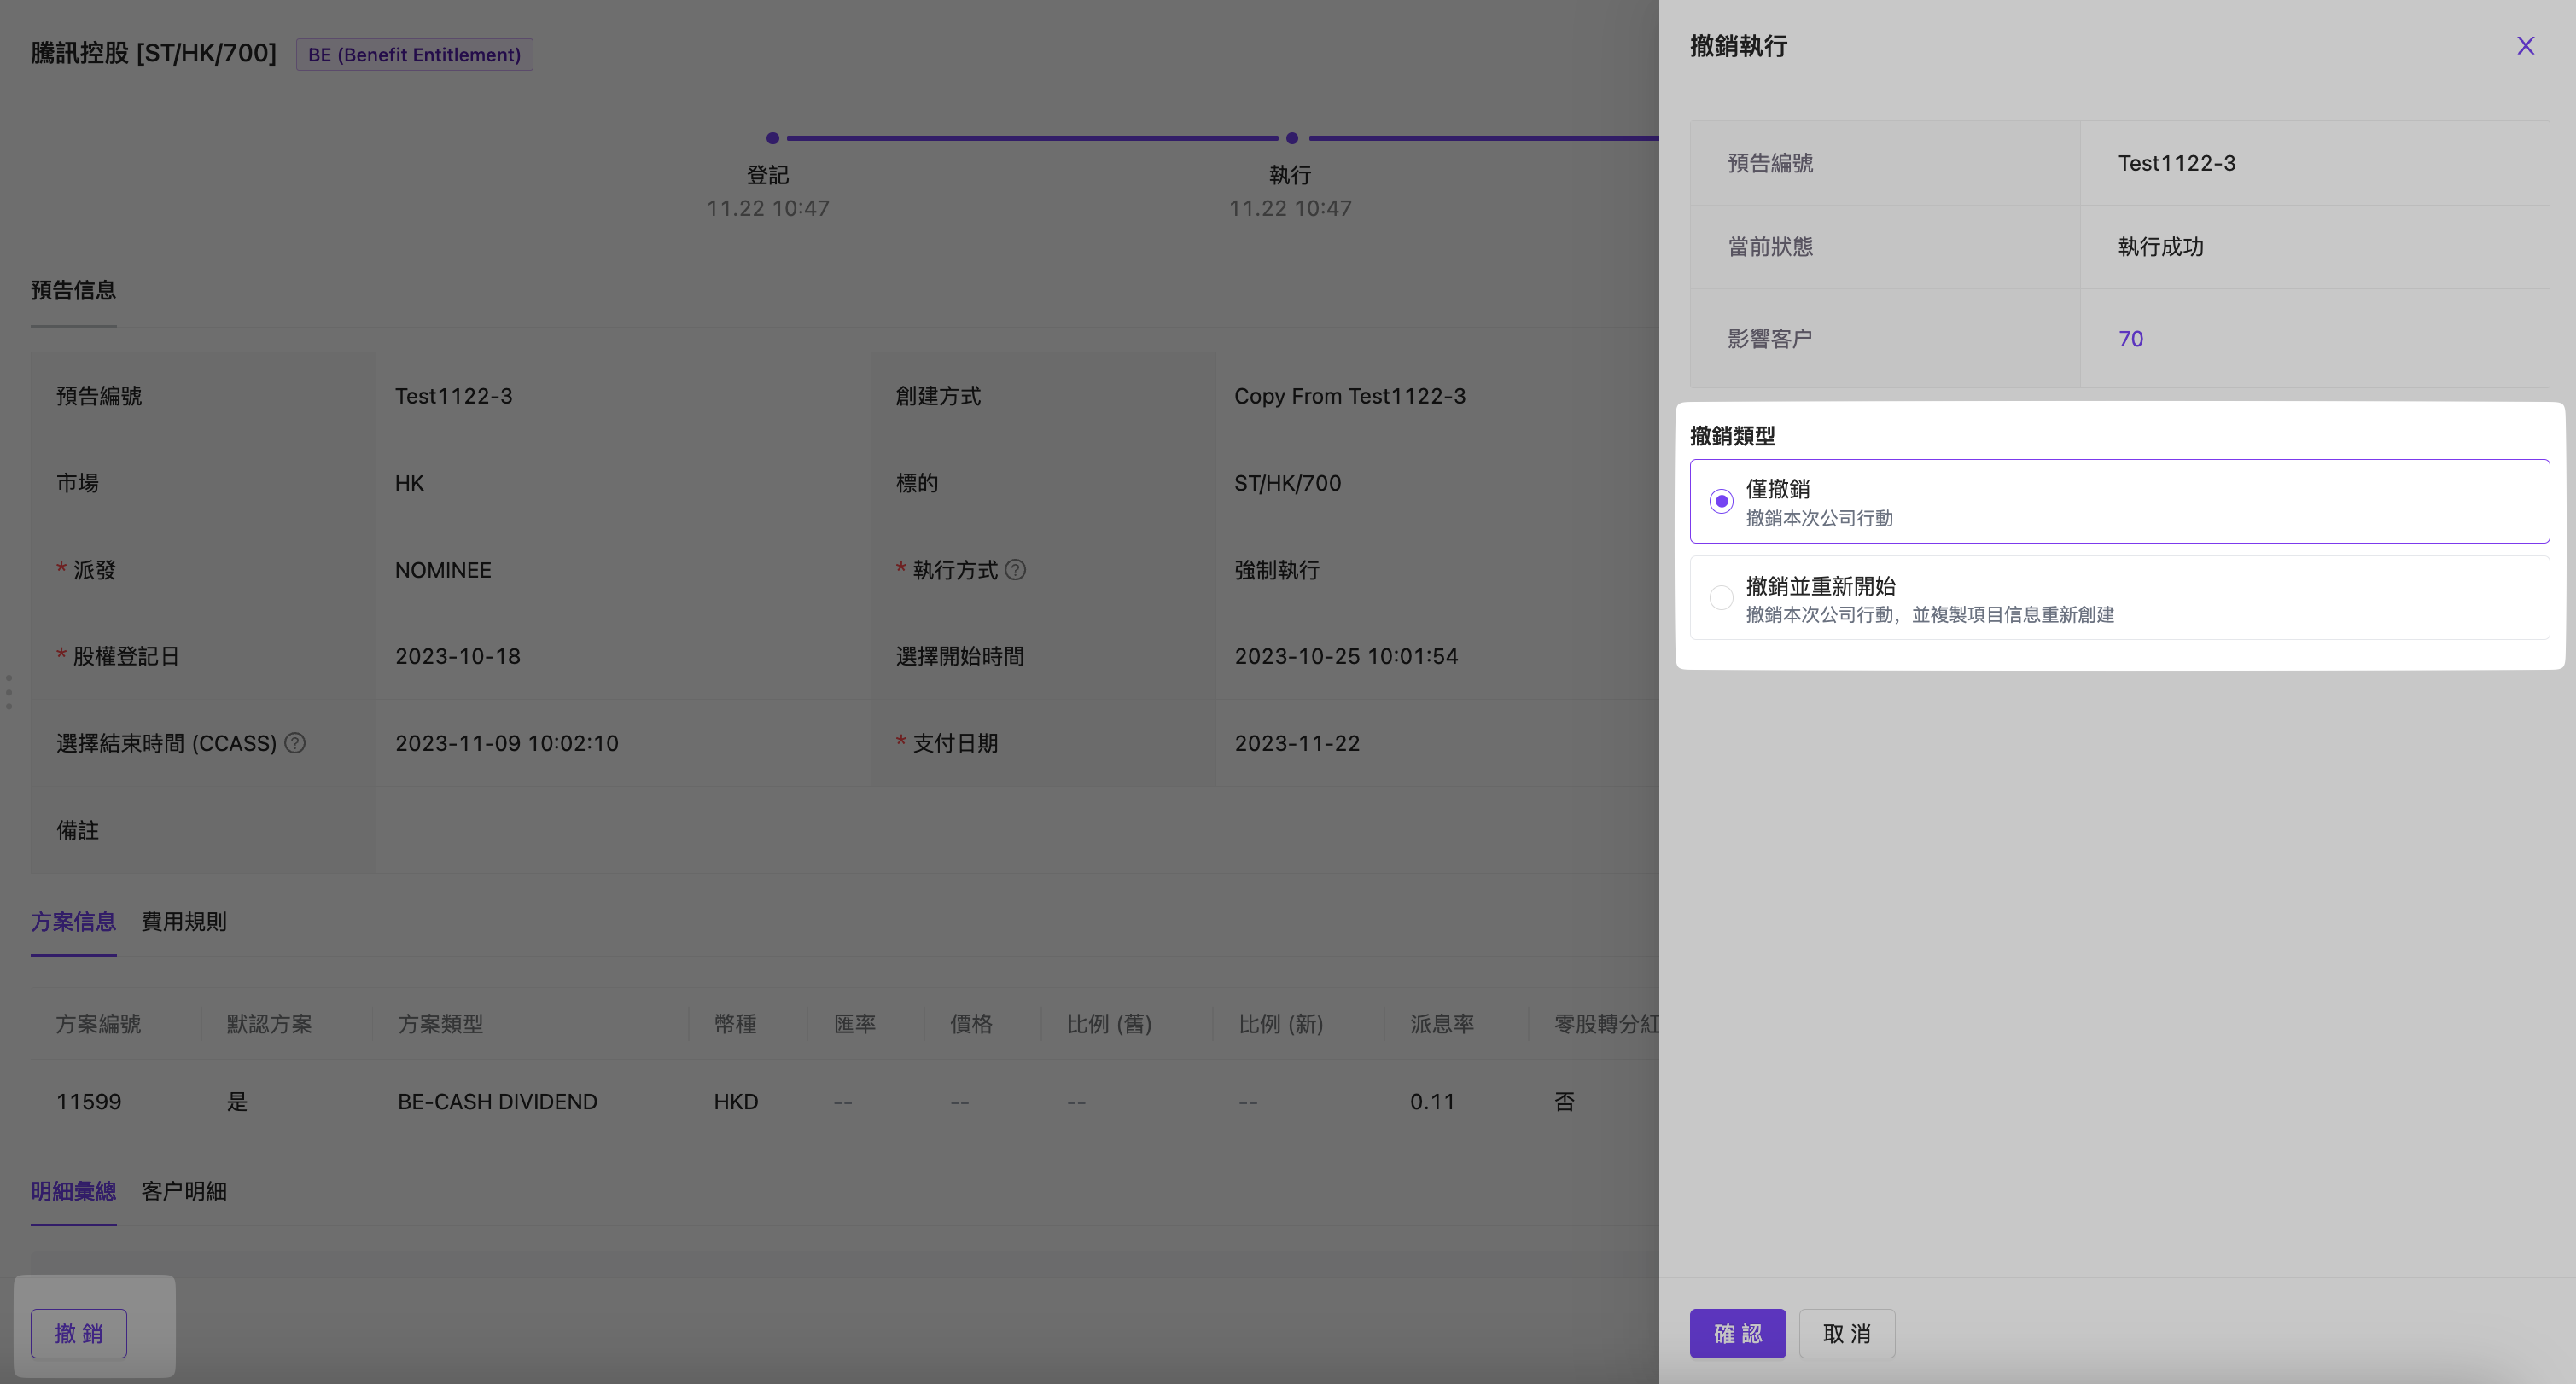 騰訊控股 [ST/HK/700] BE (Benefit Entitlement)
登記 執行
11.22 10:47 11.22 10:47
預告信息
預告編號 Test1122-3 創建方式 Copy From Test1122-3
市場 HK 標的 ST/HK/700
* 派發 NOMINEE * 執行方式 ? 強制執行
* 股權登記日 2023-10-18 選擇開始時間 2023-10-25 10:01:54
選擇結束時間 (CCASS) ? 2023-11-09 10:02:10 * 支付日期 2023-11-22
備註
方案信息 費用規則
方案編號 默認方案 方案類型 幣種 匯率 價格 比例 (舊) 比例 (新) 派息率 零股轉分紅
11599 是 BE-CASH DIVIDEND HKD -- -- -- -- 0.11 否
明細彙總 客户明細
撤 銷
撤銷執行 X
預告編號 Test1122-3
當前狀態 執行成功
影響客户 70
撤銷類型
僅撤銷
撤銷本次公司行動
撤銷並重新開始
撤銷本次公司行動，並複製項目信息重新創建
確 認 取 消